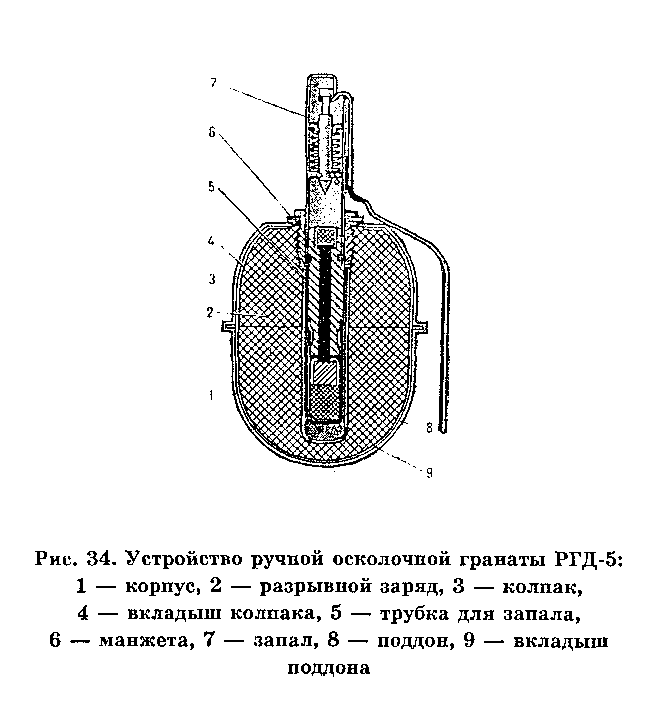 7
6
5
4
3
2
1
8
9
Рис. 34. Устройство ручной осколочной гранаты РГД-5:
1 — корпус, 2 — разрывной заряд, 3 — колпак,
4 — вкладыш колпака, 5 — трубка для запала,
6 — манжета, 7 — запал, 8 — поддон, 9 — вкладыш
поддона